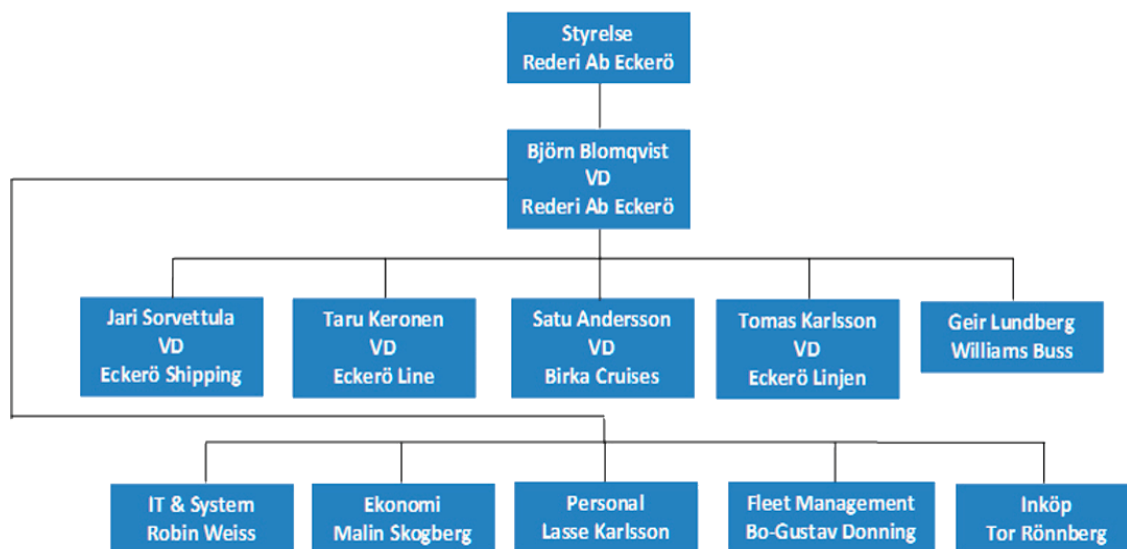 Styrelse
Rederi Ab Eckerö
Björn Blomqvist
VD
Rederi Ab Eckerö
Jari Sorvettula
VD
Eckerö Shipping
Taru Keronen
VD
Eckerö Line
Satu Andersson
VD
Birka Cruises
Tomas Karlsson
VD
Eckerö Linjen
Geir Lundberg
Williams Buss
IT & System
Robin Weiss
Ekonomi
Malin Skogberg
Personal
Lasse Karlsson
Fleet Management
Bo-Gustav Donning
Inköp
Tor Rönnberg